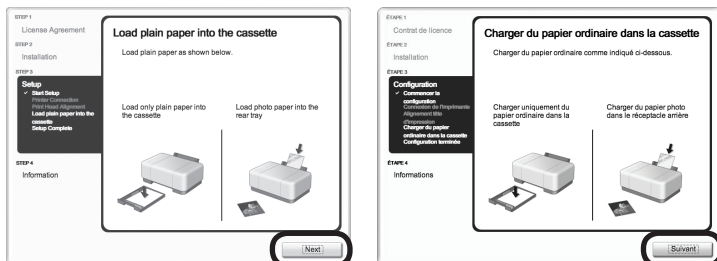 STEP 1
License Agreement
STEP 2
Installation
STEP 3
Setup
✓ Start Setup
Printer Connection
Print Head Alignment
Load plain paper into the
cassette
Setup Complete
STEP 4
Information
Load plain paper into the cassette
Load plain paper as shown below.
Load only plain paper into
the cassette
Load photo paper into the
rear tray
Next
ÉTAPE 1
Contrat de licence
ÉTAPE 2
Installation
ÉTAPE 3
Configuration
✓ Commencer la
configuration
Connexion de l'imprimante
Alignement tête
d'impression
Charger du papier
ordinaire dans la cassette
Configuration terminée
ÉTAPE 4
Informations
Charger du papier ordinaire dans la cassette
Charger du papier ordinaire comme indiqué ci-dessous.
Charger uniquement du
papier ordinaire dans la
cassette
Charger du papier photo
dans le réceptacle arrière
Suivant